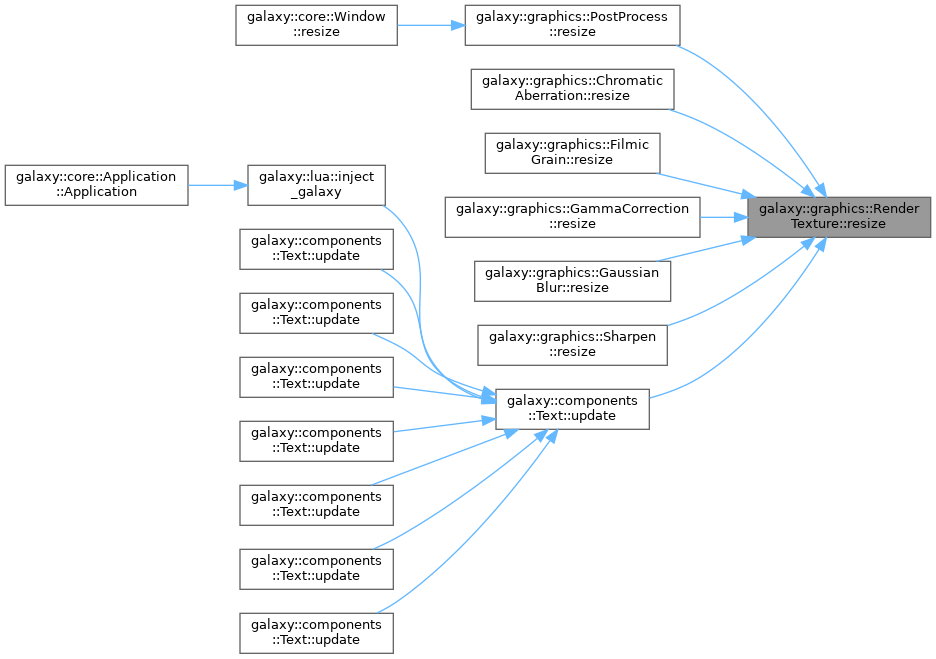 galaxy::core::Window
::resize
galaxy::graphics::PostProcess
::resize
galaxy::graphics::Chromatic
Aberration::resize
galaxy::graphics::Filmic
Grain::resize
galaxy::core::Application
::Application
galaxy::lua::inject
_galaxy
galaxy::graphics::GammaCorrection
::resize
galaxy::graphics::Render
Texture::resize
galaxy::components
::Text::update
galaxy::graphics::Gaussian
Blur::resize
galaxy::components
::Text::update
galaxy::graphics::Sharpen
::resize
galaxy::components
::Text::update
galaxy::components
::Text::update
galaxy::components
::Text::update
galaxy::components
::Text::update
galaxy::components
::Text::update
galaxy::components
::Text::update